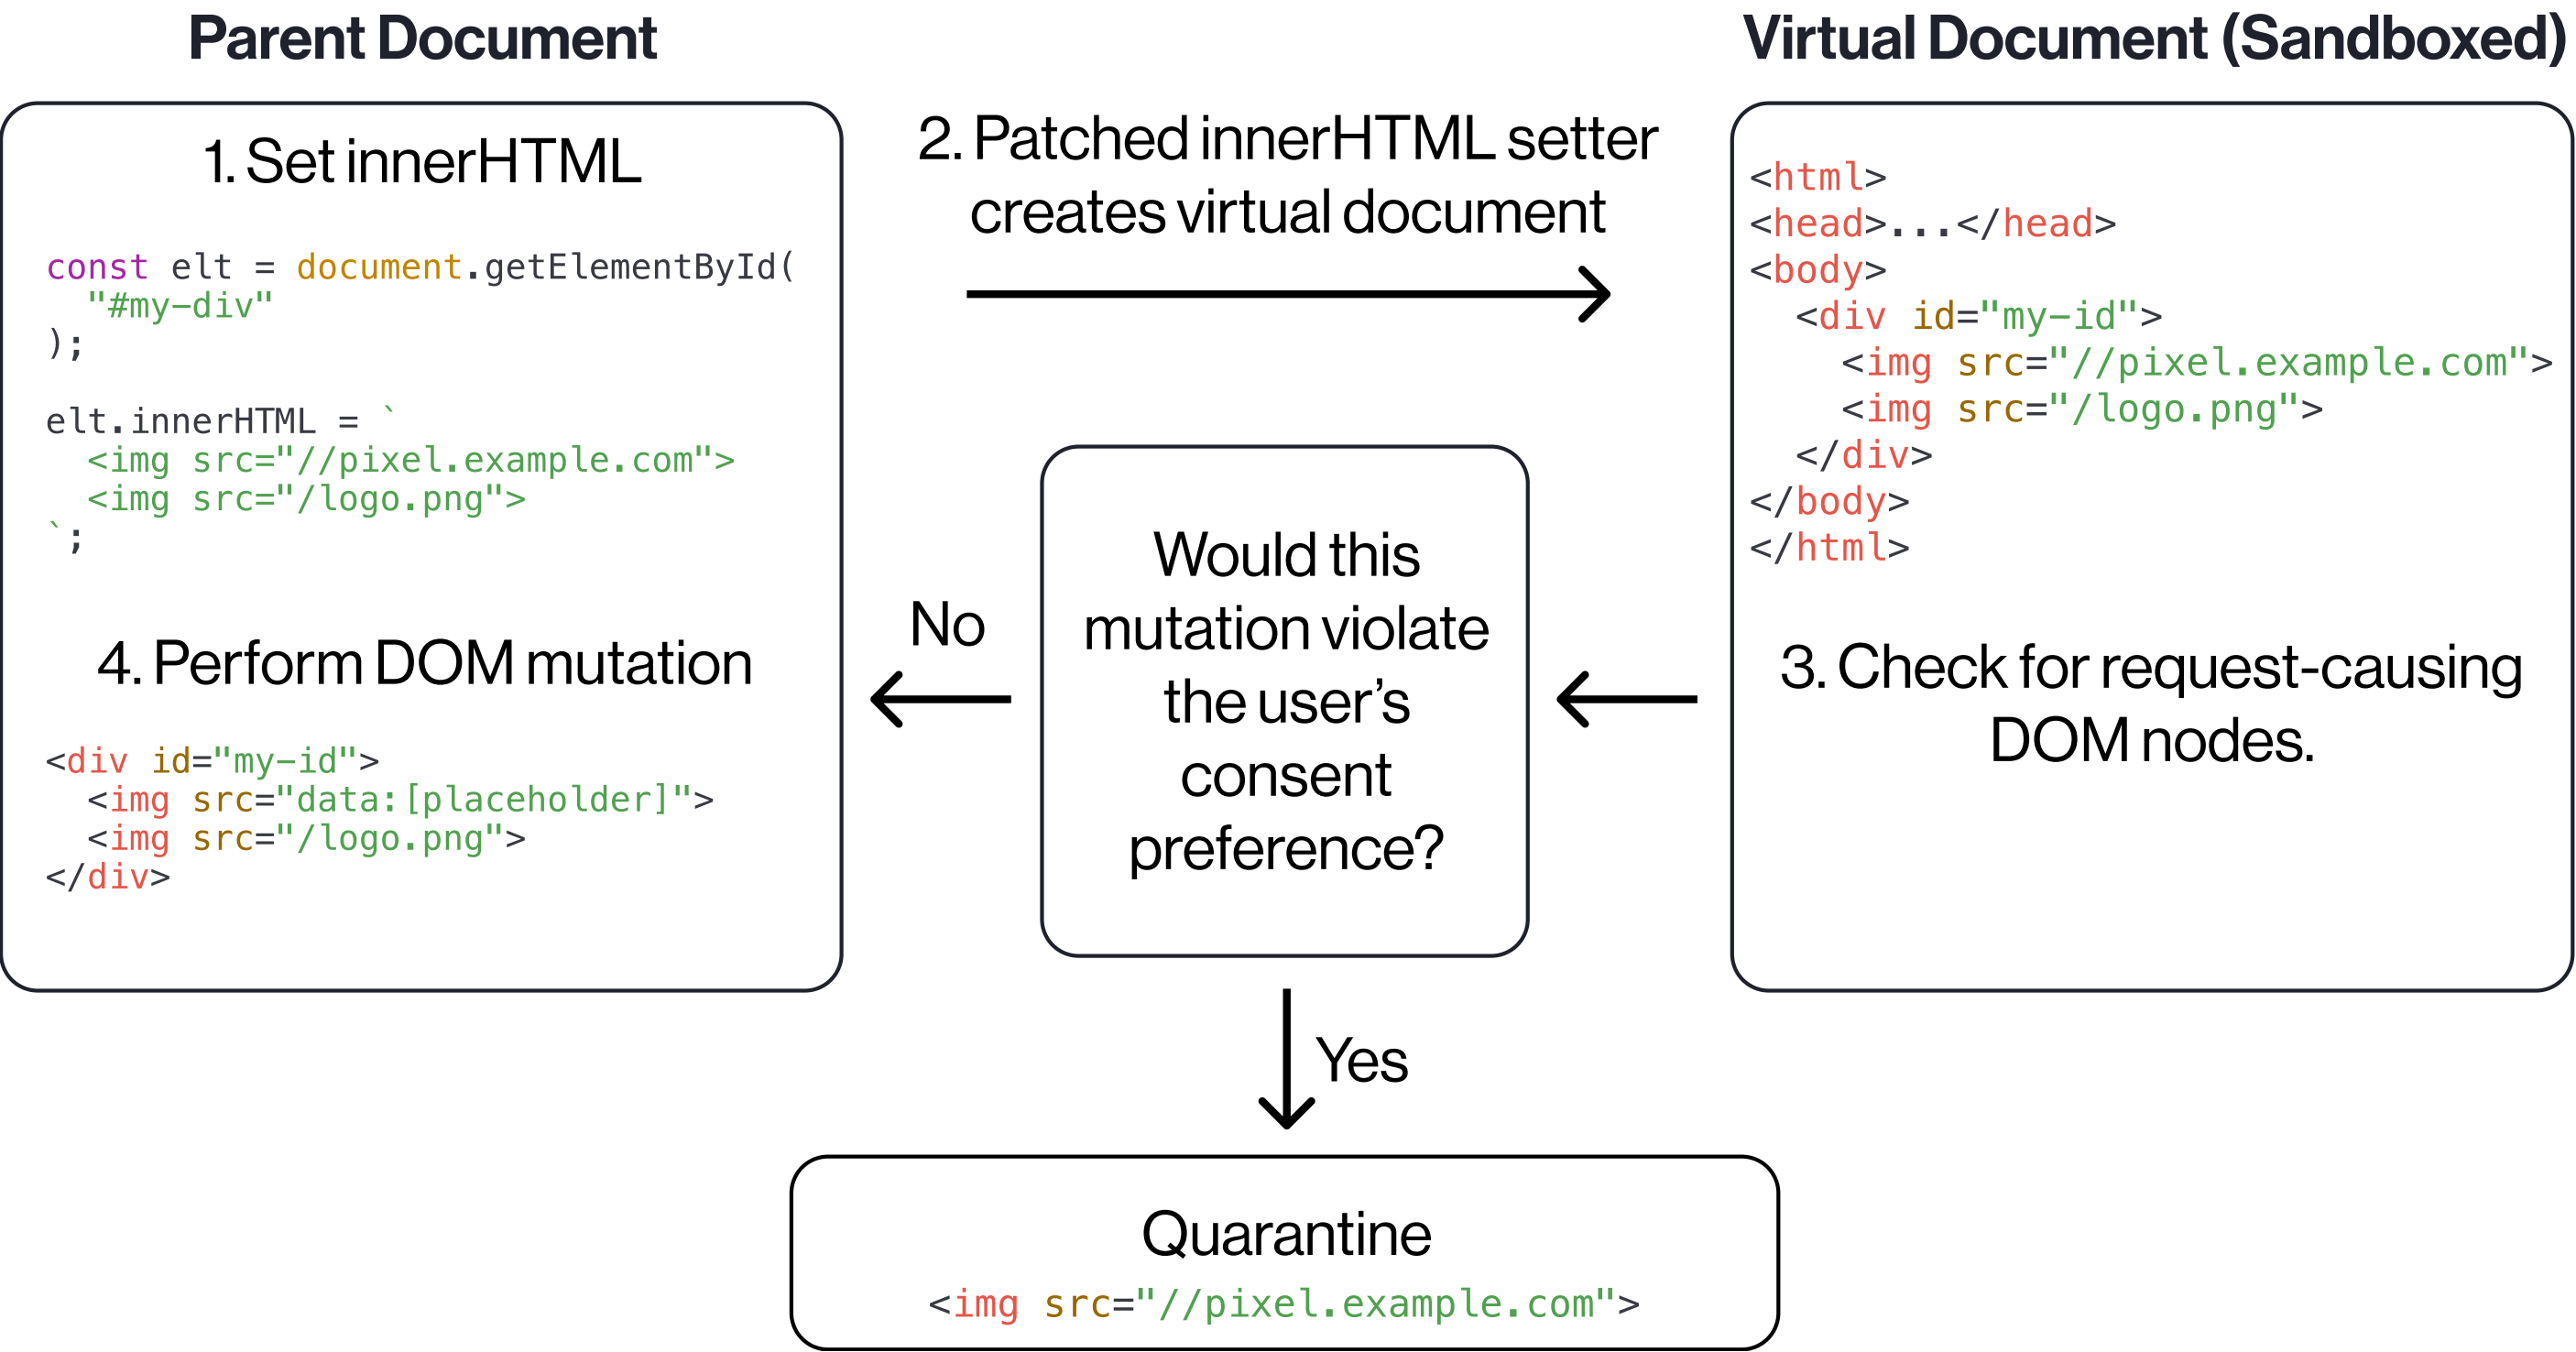 Parent Document
1. Set innerHTML
const elt = document.getElementById(
"#my-div"
);
elt.innerHTML = `
<img src="//pixel.example.com">
<img src="/logo.png">
`;
4. Perform DOM mutation
<div id="my-id">
<img src="data:[placeholder]">
<img src="/logo.png">
</div>
2. Patched innerHTML setter
creates virtual document
Virtual Document (Sandboxed)
<html>
<head>...</head>
<body>
<div id="my-id">
<img src="//pixel.example.com">
<img src="/logo.png">
</div>
</body>
</html>
3. Check for request-causing
DOM nodes.
Would this
mutation violate
the user’s
consent
preference?
No
Yes
Quarantine
<img src="//pixel.example.com">